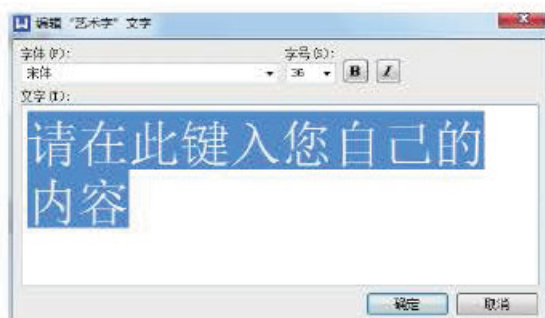 编辑“艺术字”文字
字体(F): 字号(S):
宋体 36 B I
文字(T):
请在此键入您自己的
内容
确定 取消